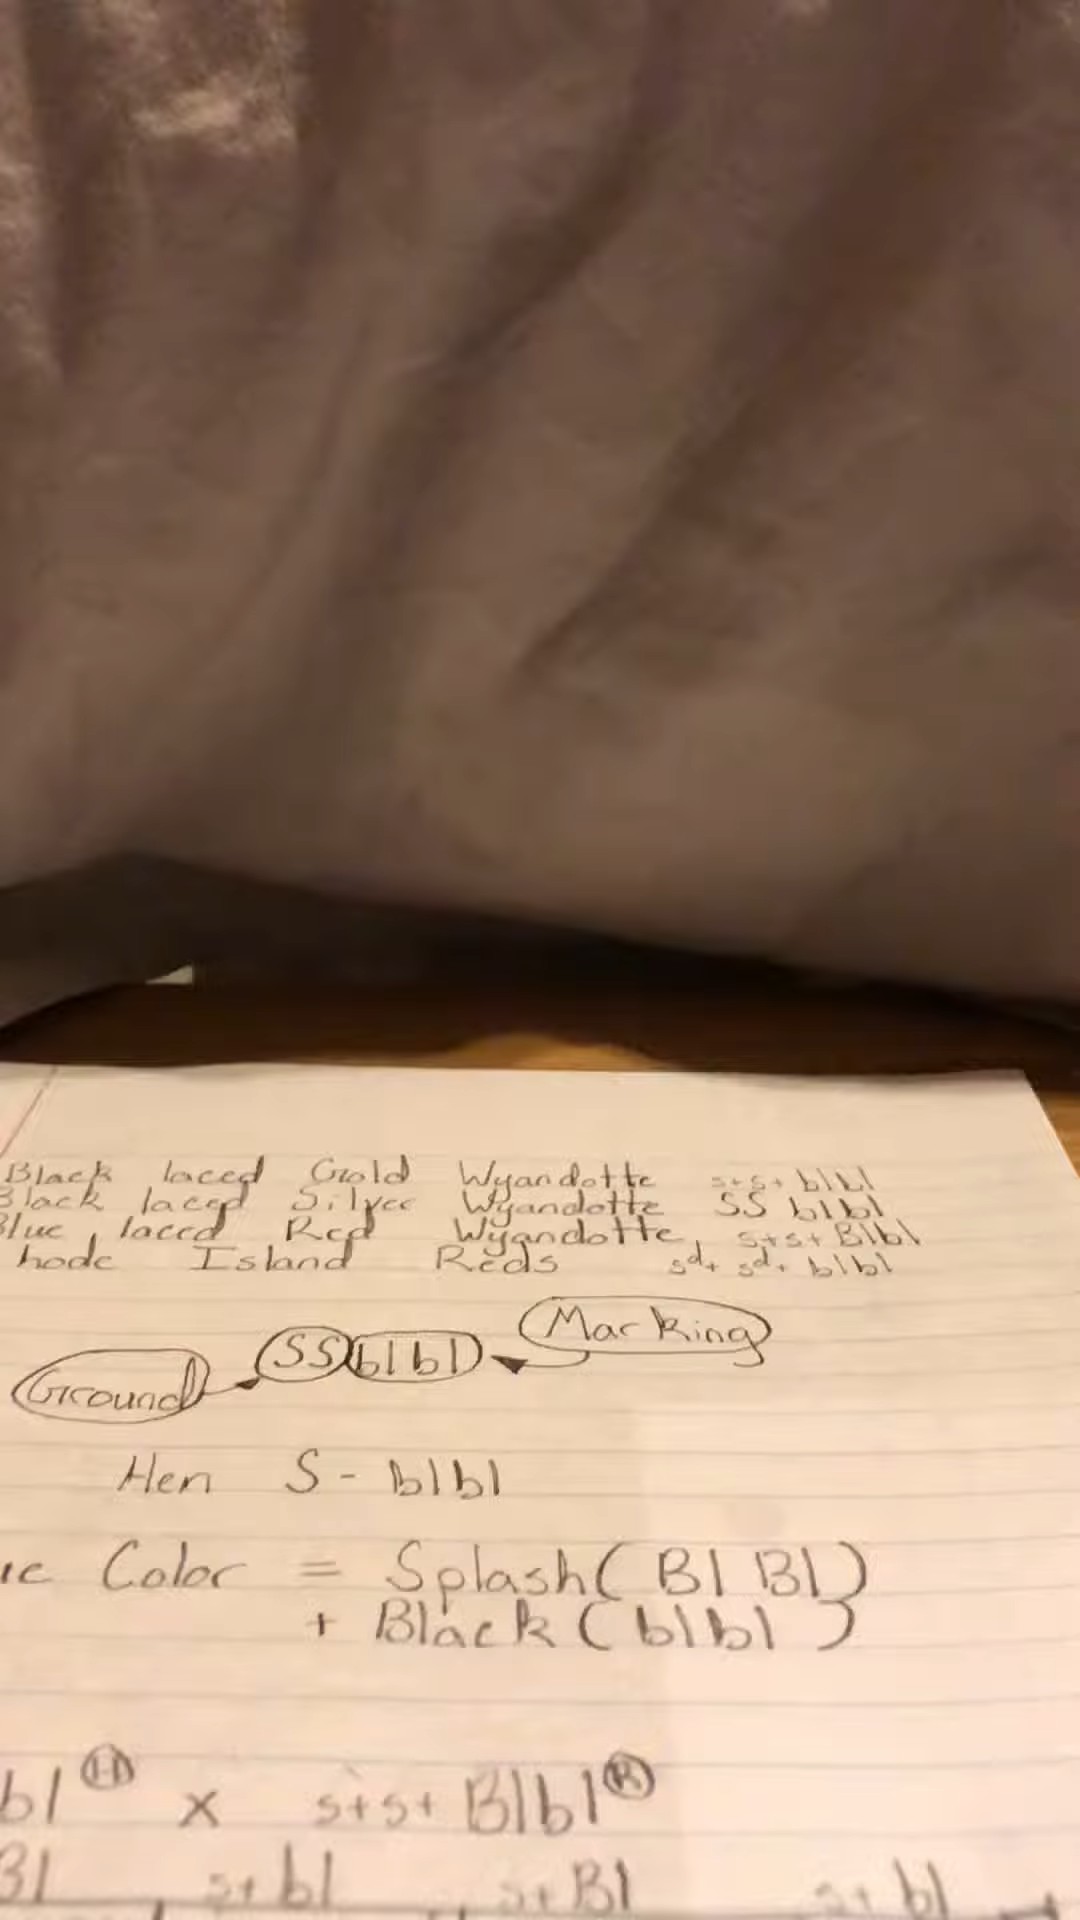 Black laced Gold Wyandotte s+s+ blbl
Black laced Silver Wyandotte SS blbl
Blue laced Red Wyandotte, s+s+ Blbl
hode Island Reds sd+ sd+ blbl
SS blbl Marking
Ground
Hen S- blbl
ue Color = Splash( Bl Bl)
+ Black ( blbl )
bl H x s+s+ Blbl R
Bl s+ bl s+ Bl s+ bl